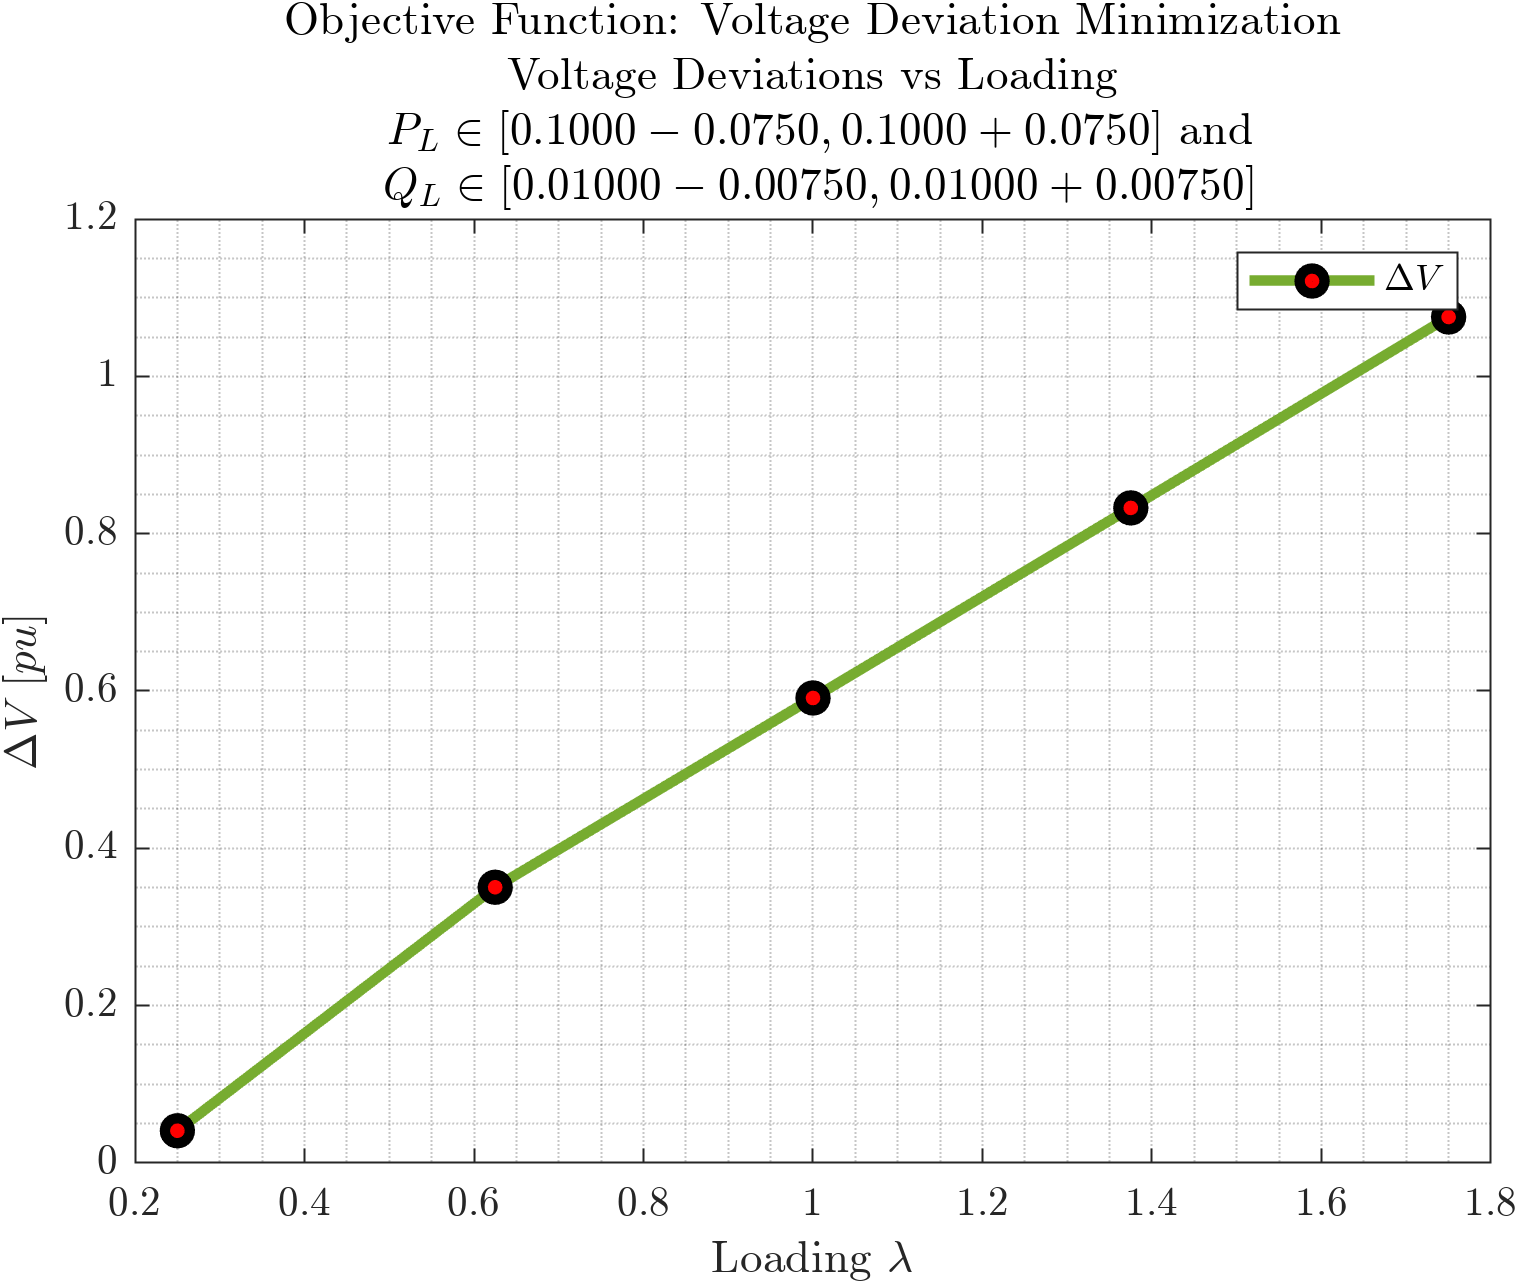 Objective Function: Voltage Deviation Minimization
Voltage Deviations vs Loading
P_L ∈ [0.1000 − 0.0750, 0.1000 + 0.0750] and
Q_L ∈ [0.01000 − 0.00750, 0.01000 + 0.00750]
ΔV
1.2
1
0.8
0.6
0.4
0.2
0
ΔV [pu]
0.2 0.4 0.6 0.8 1 1.2 1.4 1.6 1.8
Loading λ